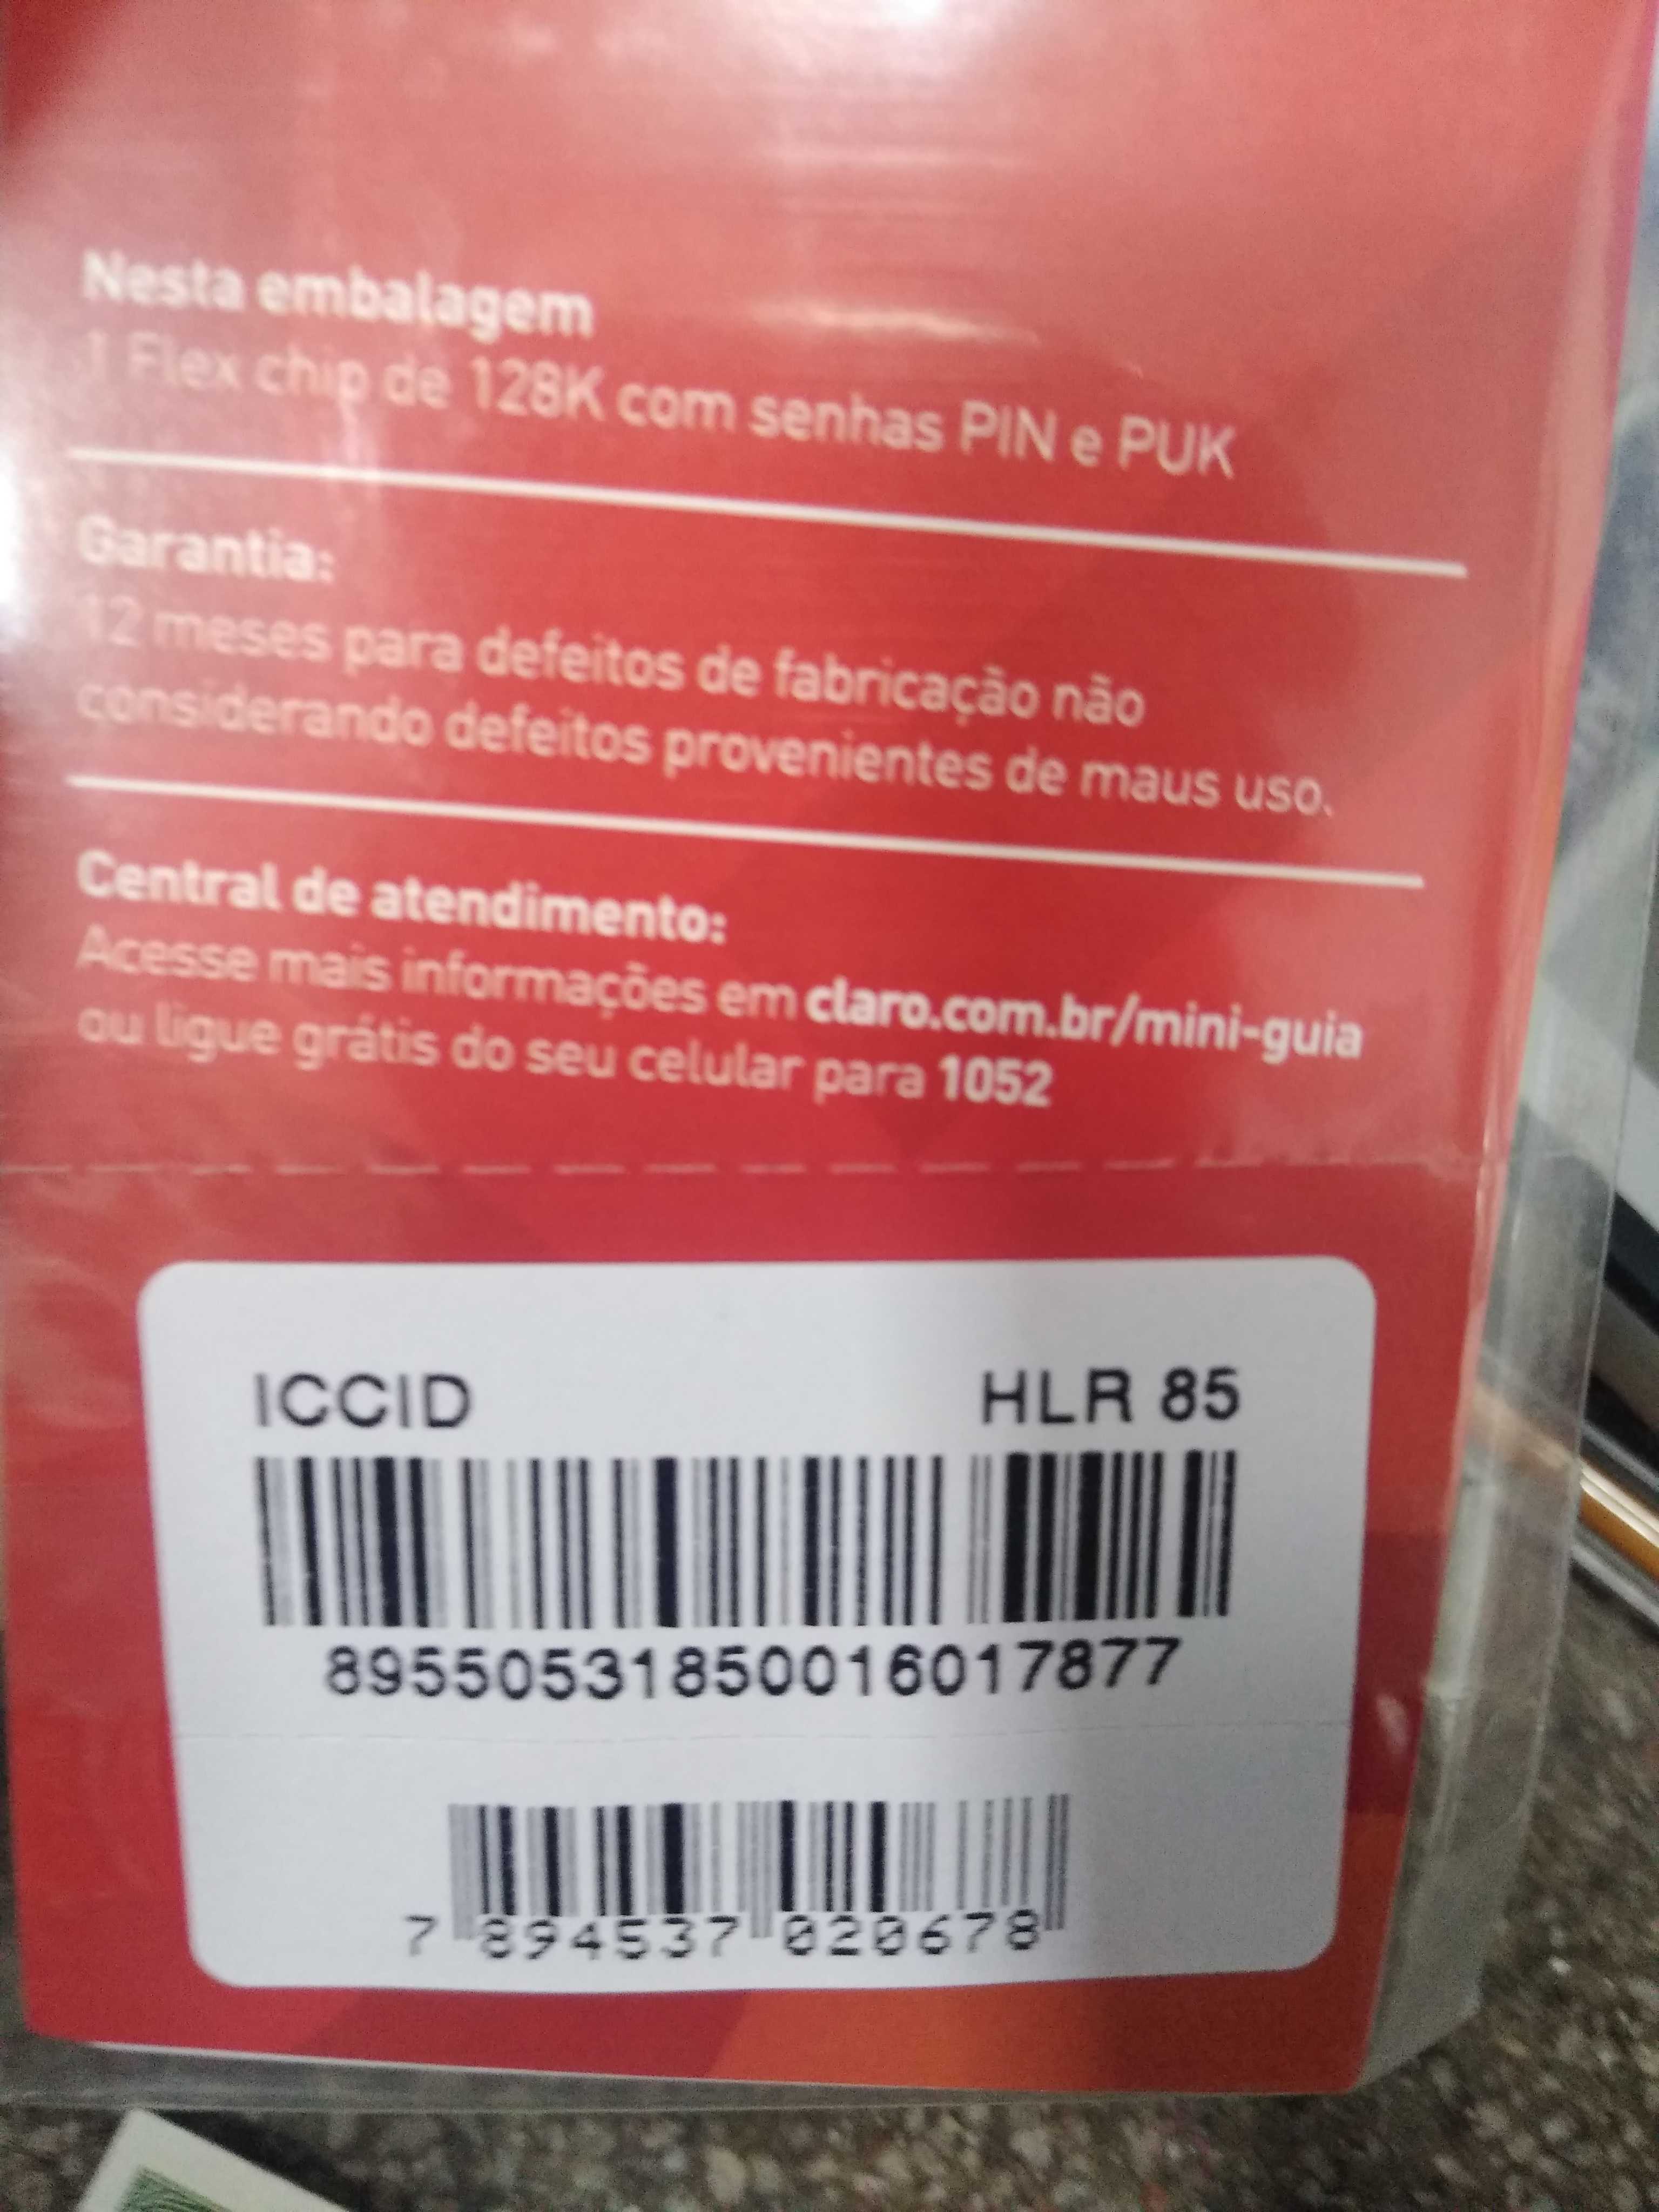 Nesta embalagem
1 Flex chip de 128K com senhas PIN e PUK
Garantia:
12 meses para defeitos de fabricação não
considerando defeitos provenientes de maus uso.
Central de atendimento:
Acesse mais informações em claro.com.br/mini-guia
ou ligue grátis do seu celular para 1052
ICCID HLR 85
89550531850016017877
7 894537 020678